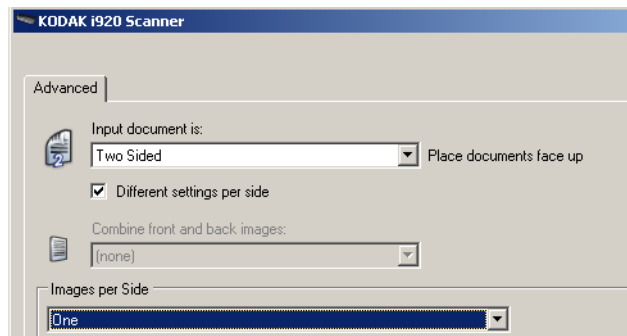 KODAK i920 Scanner
Advanced
Input document is:
Two Sided
Place documents face up
Different settings per side
Combine front and back images:
(none)
Images per Side
One